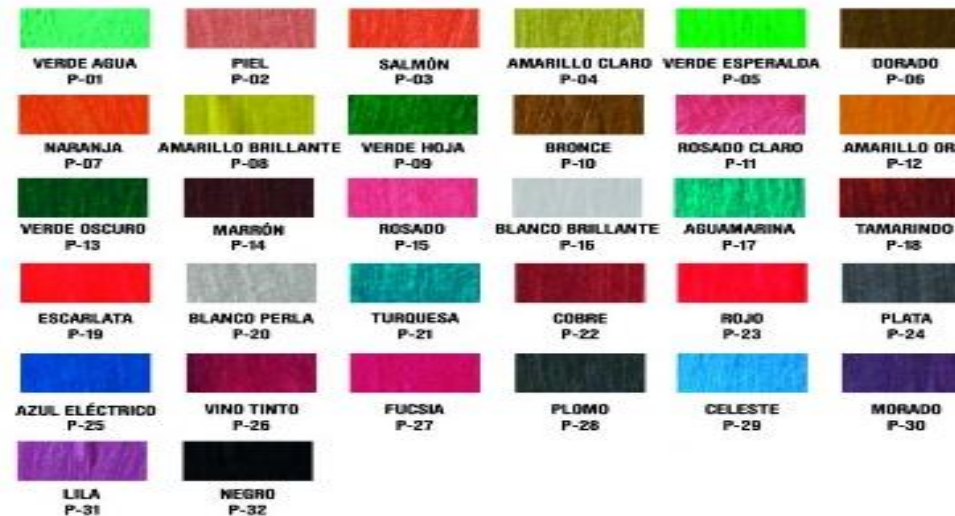 VERDE AGUA
P-01
PIEL
P-02
SALMÓN
P-03
AMARILLO CLARO
P-04
VERDE ESPERALDA
P-05
DORADO
P-06
NARANJA
P-07
AMARILLO BRILLANTE
P-08
VERDE HOJA
P-09
BRONCE
P-10
ROSADO CLARO
P-11
AMARILLO OR
P-12
VERDE OSCURO
P-13
MARRÓN
P-14
ROSADO
P-15
BLANCO BRILLANTE
P-16
AGUAMARINA
P-17
TAMARINDO
P-18
ESCARLATA
P-19
BLANCO PERLA
P-20
TURQUESA
P-21
COBRE
P-22
ROJO
P-23
PLATA
P-24
AZUL ELÉCTRICO
P-25
VINO TINTO
P-26
FUCSIA
P-27
PLOMO
P-28
CELESTE
P-29
MORADO
P-30
LILA
P-31
NEGRO
P-32